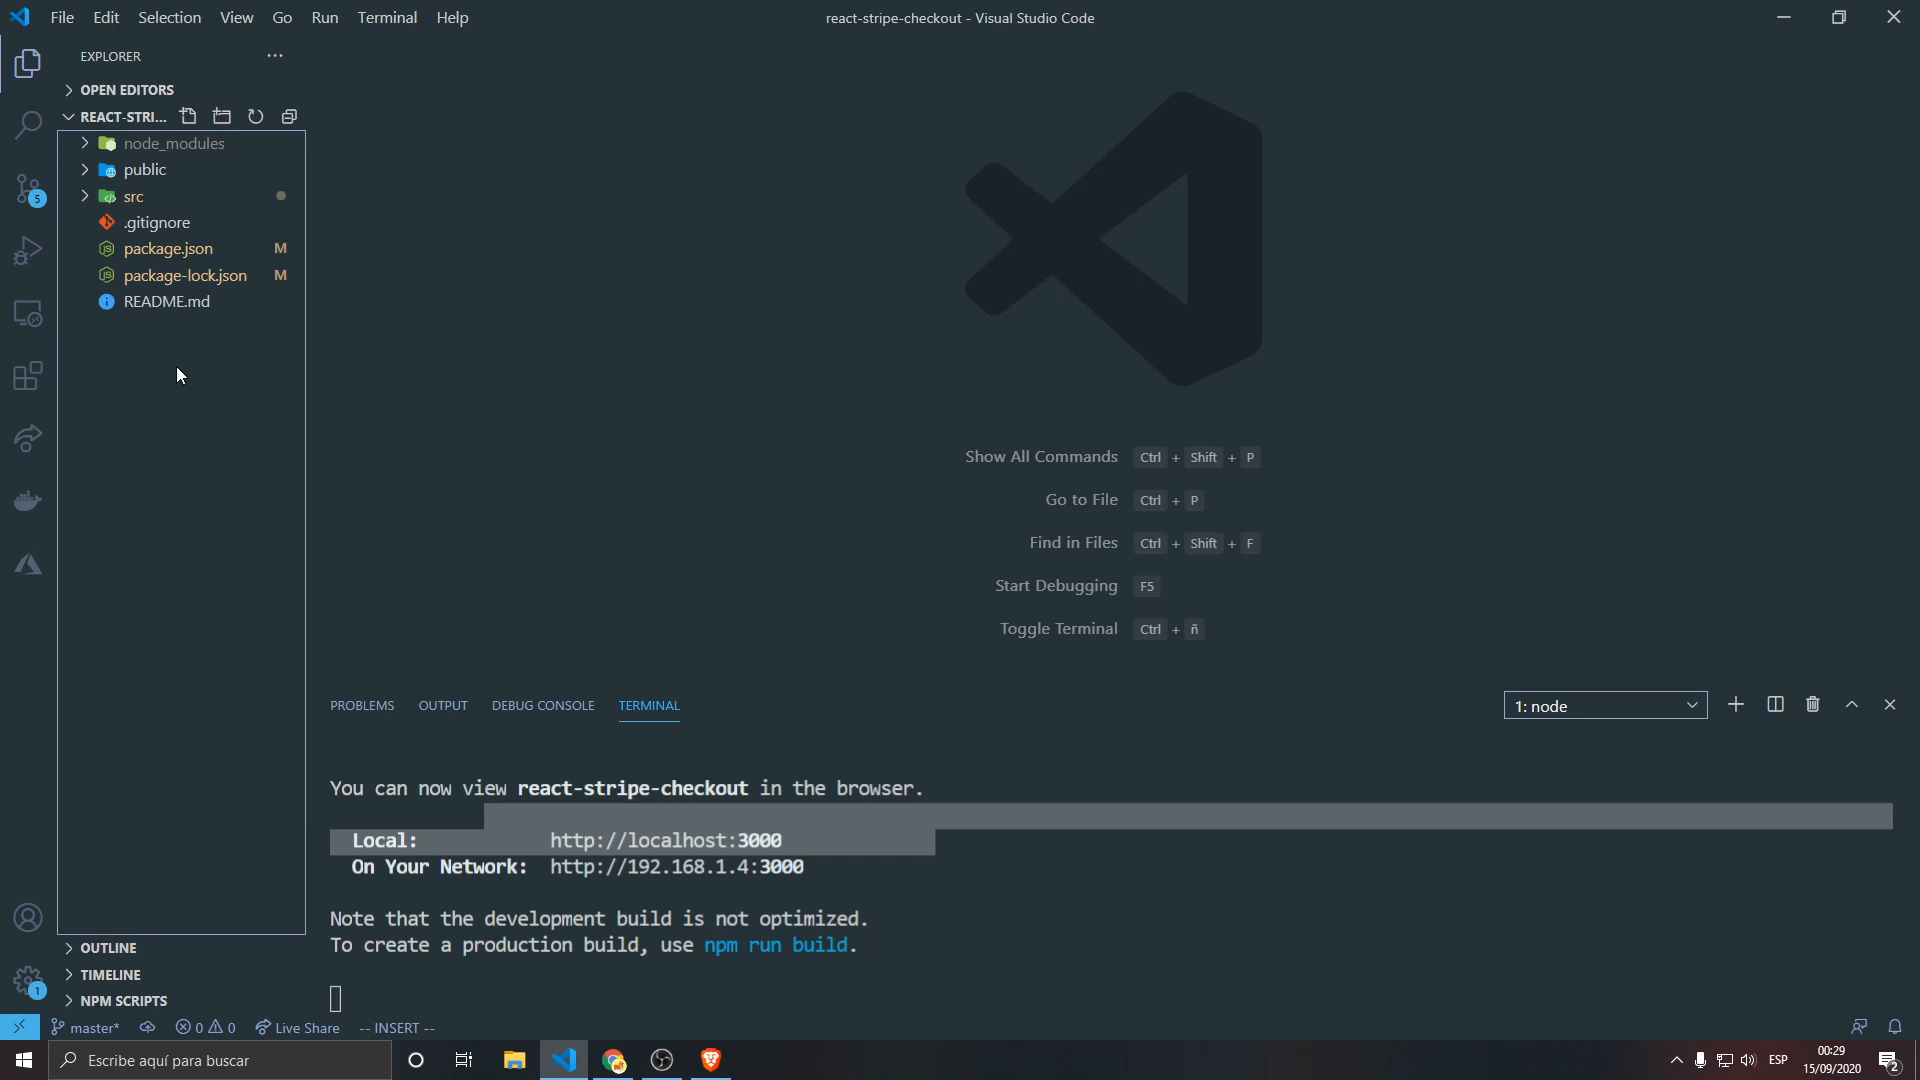 File Edit Selection View Go Run Terminal Help
react-stripe-checkout - Visual Studio Code
EXPLORER
OPEN EDITORS
REACT-STRI...
node_modules
public
src
.gitignore
package.json M
package-lock.json M
README.md
5
Show All Commands Ctrl + Shift + P
Go to File Ctrl + P
Find in Files Ctrl + Shift + F
Start Debugging F5
Toggle Terminal Ctrl + ñ
PROBLEMS OUTPUT DEBUG CONSOLE TERMINAL
1: node
You can now view react-stripe-checkout in the browser.
Local: http://localhost:3000
On Your Network: http://192.168.1.4:3000
Note that the development build is not optimized.
To create a production build, use npm run build.
OUTLINE
TIMELINE
NPM SCRIPTS
1
master* 0 0 Live Share -- INSERT --
Escribe aquí para buscar
ESP
00:29
15/09/2020
2